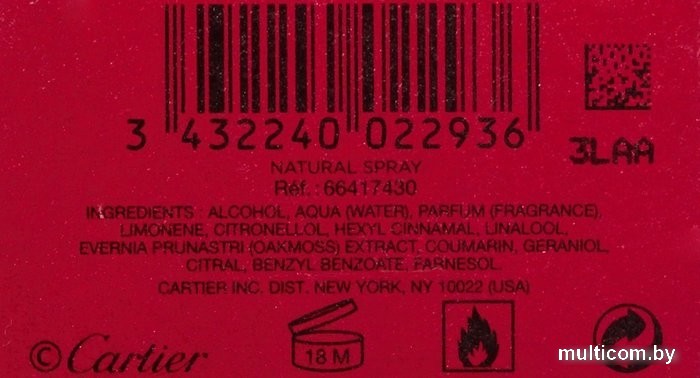 3 432240 022936
3LAA
NATURAL SPRAY
Réf. : 66417430
INGREDIENTS : ALCOHOL, AQUA (WATER), PARFUM (FRAGRANCE),
LIMONENE, CITRONELLOL, HEXYL CINNAMAL, LINALOOL,
EVERNIA PRUNASTRI (OAKMOSS) EXTRACT, COUMARIN, GERANIOL,
CITRAL, BENZYL BENZOATE, FARNESOL.
CARTIER INC. DIST. NEW YORK, NY 10022 (USA)
© Cartier
18 M
multicom.by